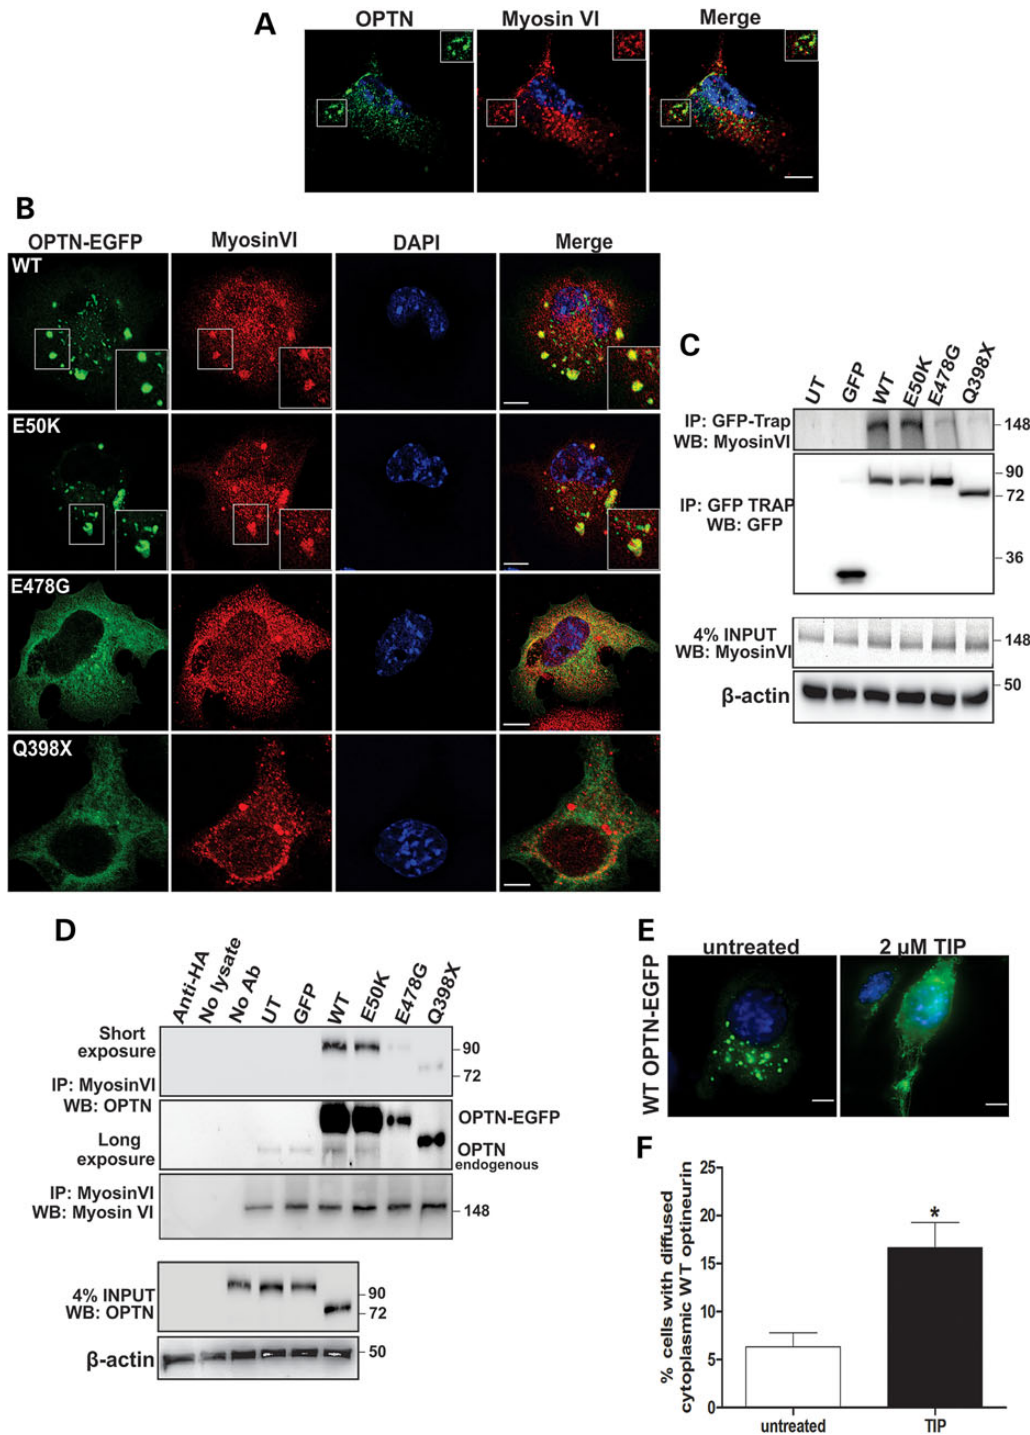 A
OPTN Myosin VI Merge
B
OPTN-EGFP MyosinVI DAPI Merge
WT
E50K
E478G
Q398X
C
UT GFP WT E50K E478G Q398X
IP: GFP-Trap
WB: MyosinVI
148
90
IP: GFP TRAP
WB: GFP
72
36
4% INPUT
WB: MyosinVI
148
50
β-actin
D
Anti-HA No lysate No Ab UT GFP WT E50K E478G Q398X
Short
exposure
90
72
IP: MyosinVI
WB: OPTN
OPTN-EGFP
Long
exposure
OPTN
endogenous
IP: MyosinVI
WB: Myosin VI
148
4% INPUT
WB: OPTN
90
72
β-actin
50
E
untreated 2 μM TIP
WT OPTN-EGFP
F
% cells with diffused
cytoplasmic WT optineurin
25
20
15
10
5
0
*
untreated TIP